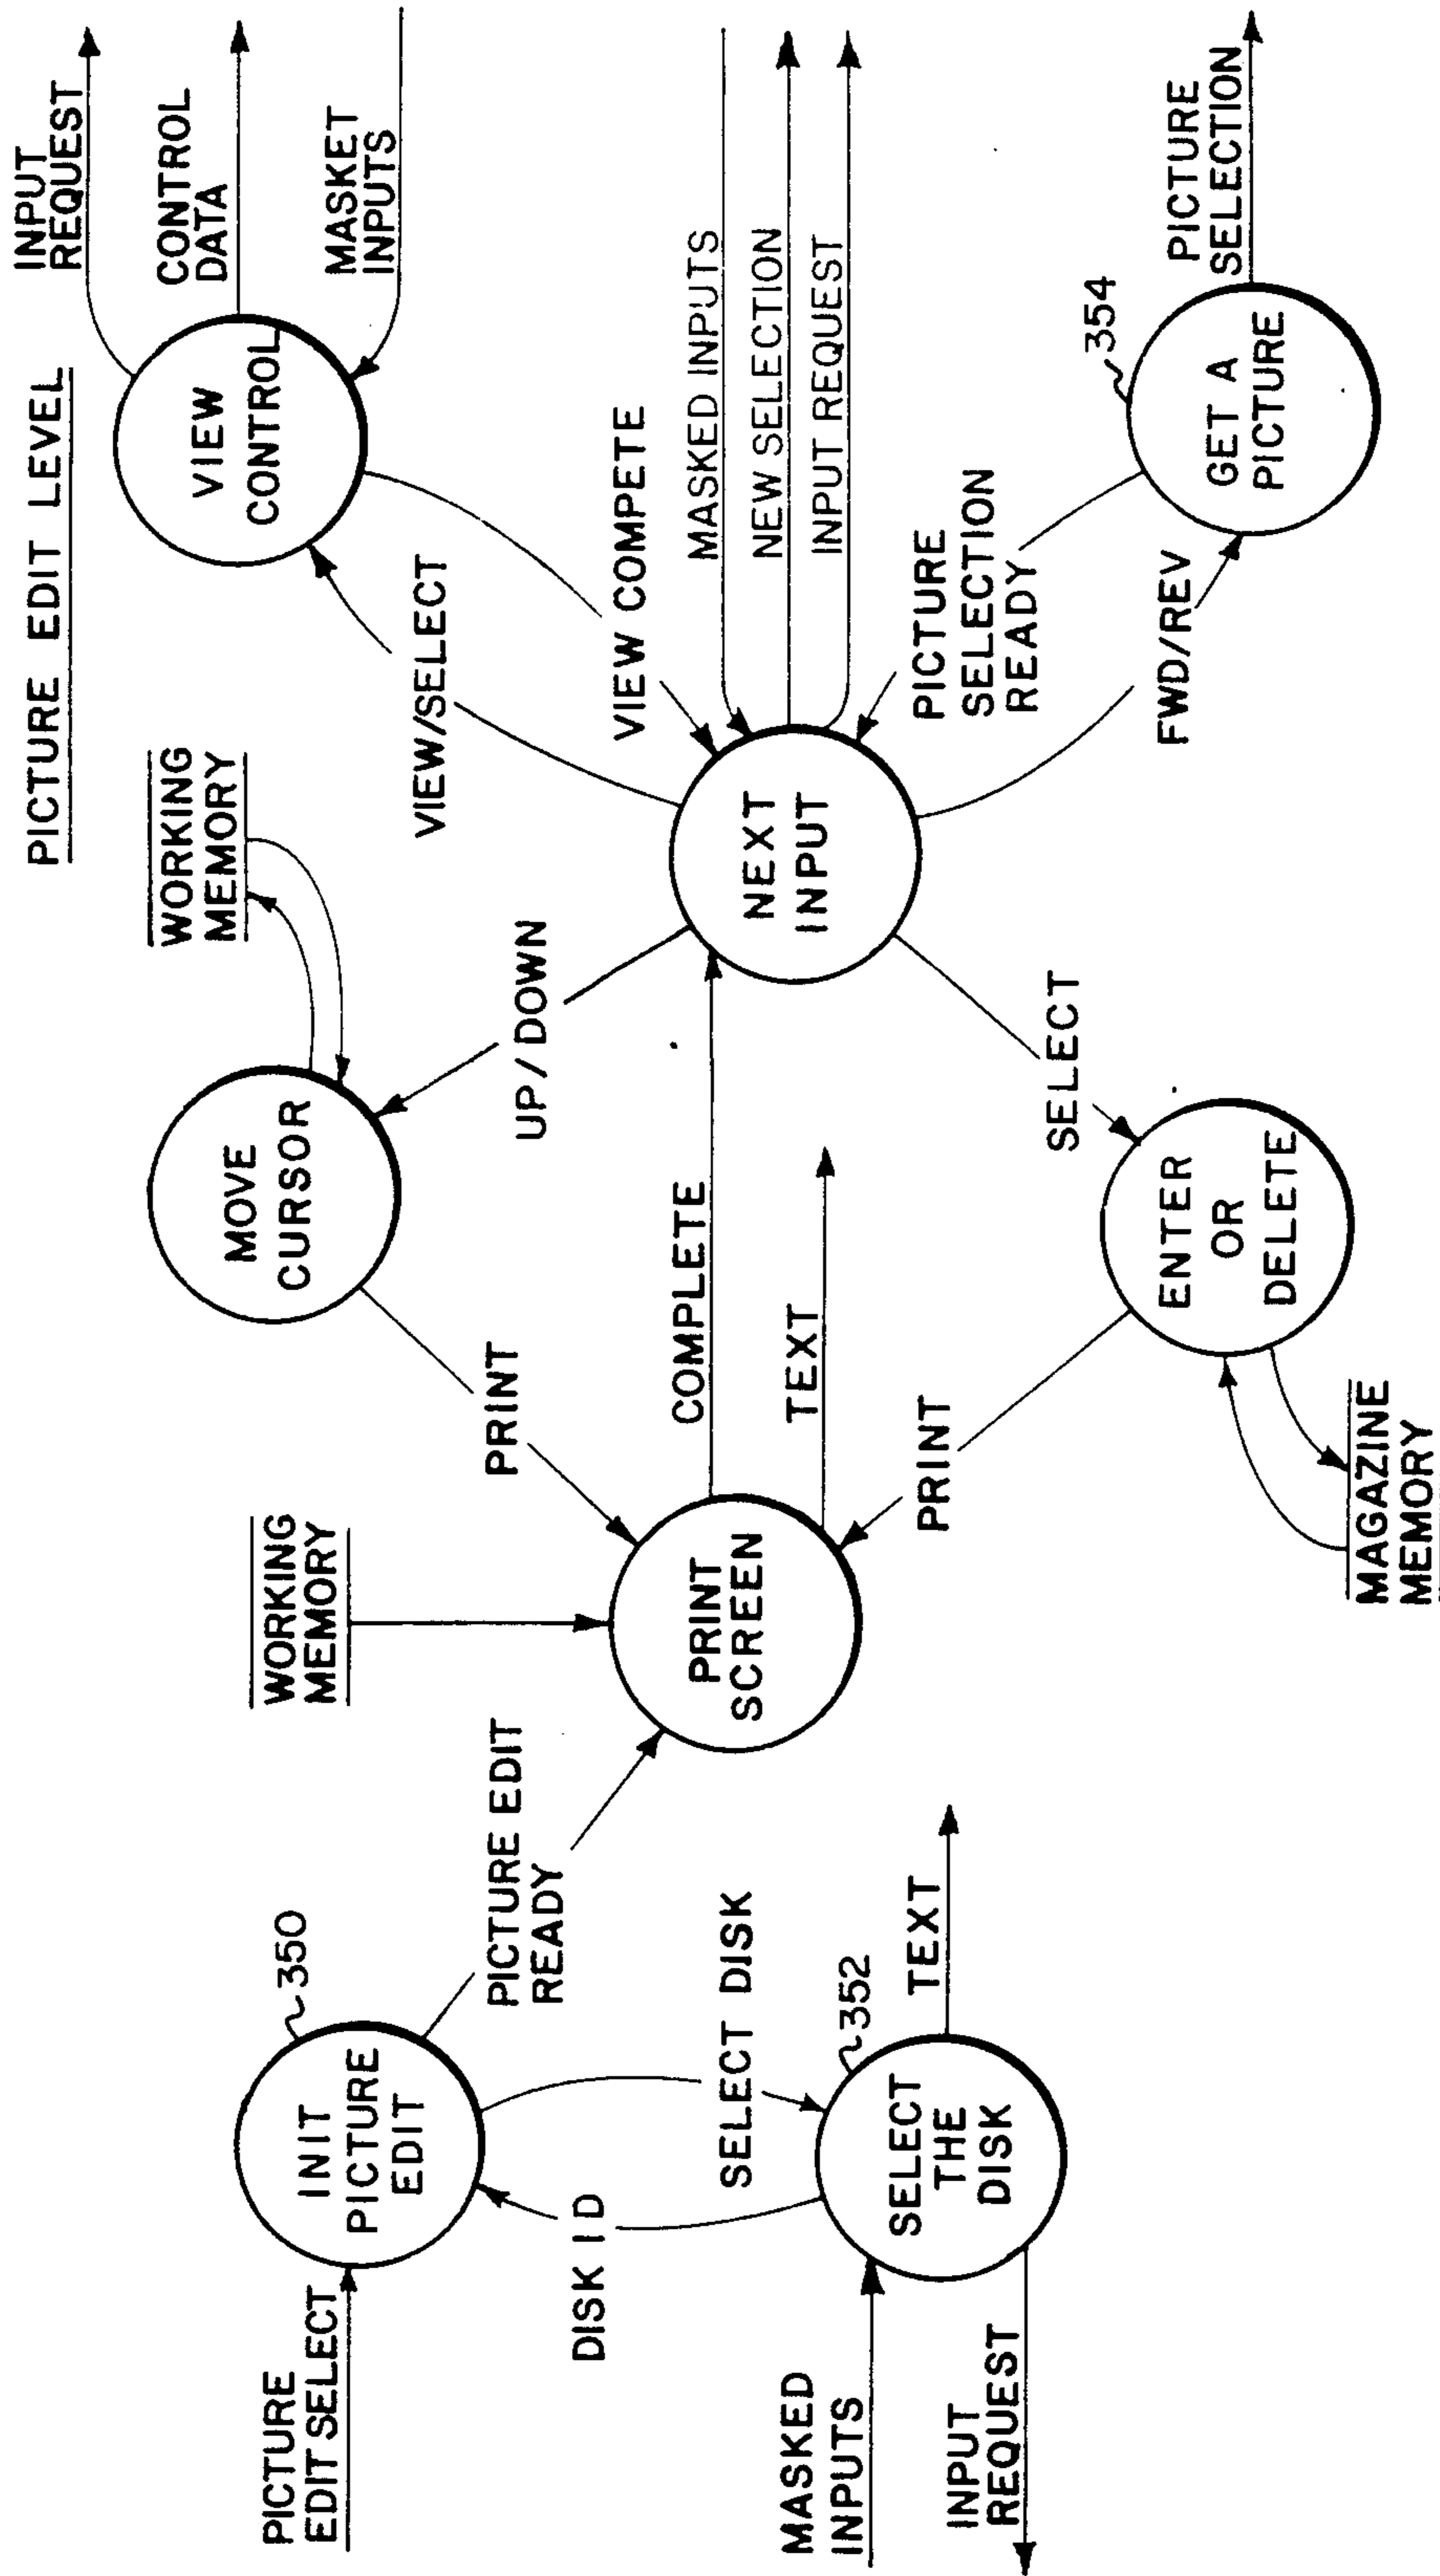 PICTURE EDIT LEVEL
PICTURE
EDIT SELECT
INIT
PICTURE
EDIT
350
PICTURE EDIT
READY
DISK ID
SELECT DISK
MASKED
INPUTS
INPUT
REQUEST
SELECT
THE
DISK
352
TEXT
WORKING
MEMORY
PRINT
SCREEN
PRINT
COMPLETE
TEXT
PRINT
MOVE
CURSOR
WORKING
MEMORY
UP/DOWN
ENTER
OR
DELETE
MAGAZINE
MEMORY
SELECT
NEXT
INPUT
VIEW/SELECT
VIEW COMPETE
VIEW
CONTROL
INPUT
REQUEST
CONTROL
DATA
MASKET
INPUTS
MASKED INPUTS
NEW SELECTION
INPUT REQUEST
PICTURE
SELECTION
READY
FWD/REV
GET A
PICTURE
354
PICTURE
SELECTION